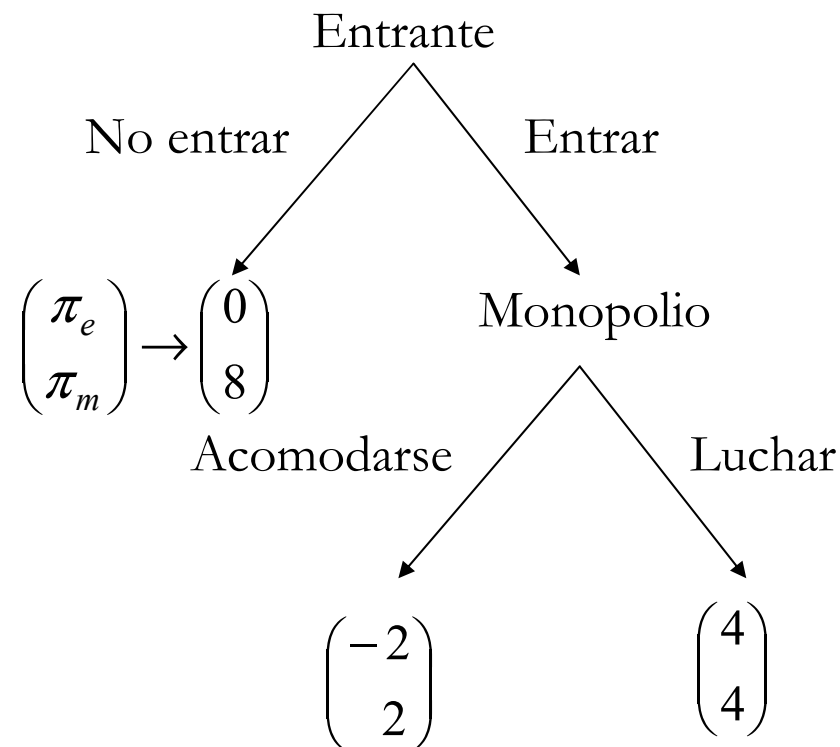 Entrante
No entrar Entrar
π_e → 0 Monopolio
π_m 8
Acomodarse Luchar
−2 4
2 4